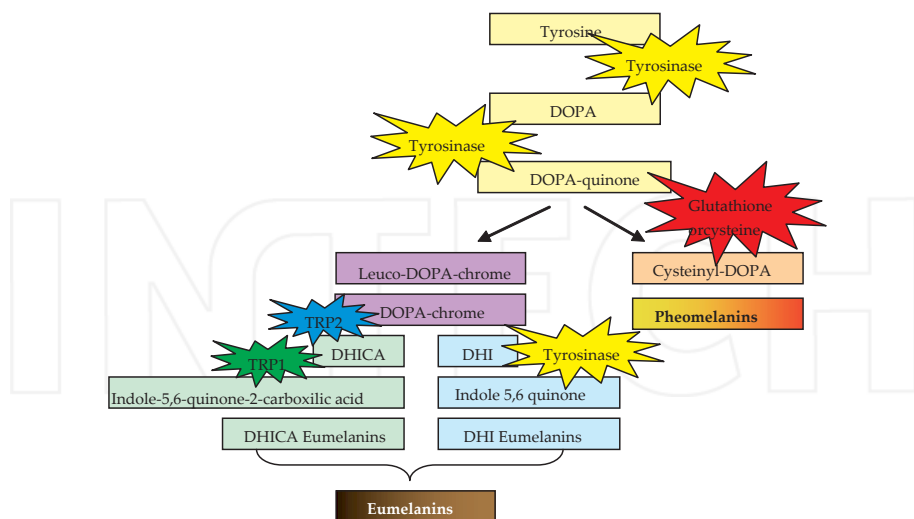 Tyrosine
Tyrosinase
DOPA
Tyrosinase
DOPA-quinone
Glutathione
orcysteine
Leuco-DOPA-chrome
Cysteinyl-DOPA
DOPA-chrome
Pheomelanins
TRP2
DHICA
DHI
Tyrosinase
TRP1
Indole-5,6-quinone-2-carboxilic acid
Indole 5,6 quinone
DHICA Eumelanins
DHI Eumelanins
Eumelanins
INTECH